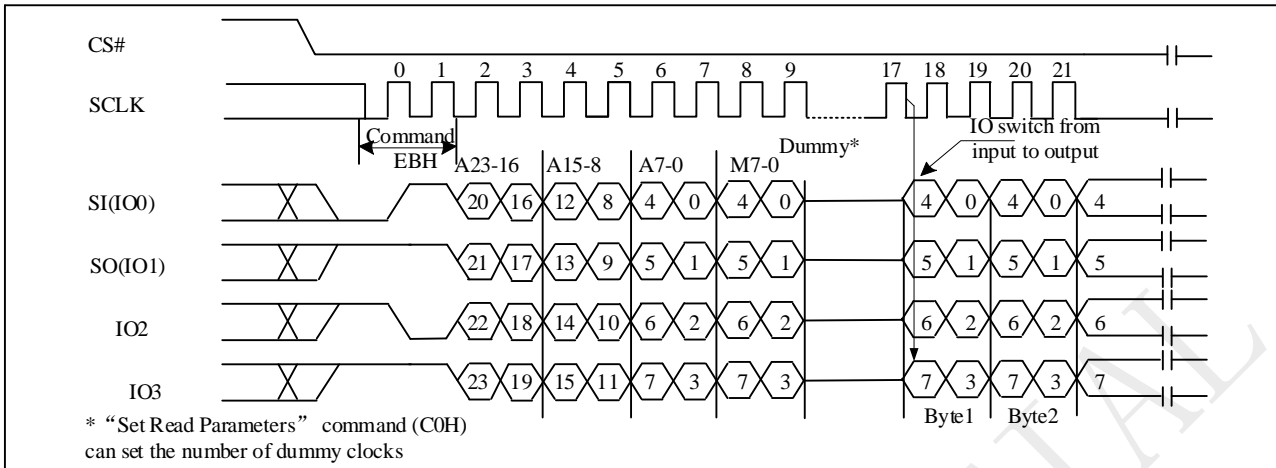 CS#
0 1 2 3 4 5 6 7 8 9 17 18 19 20 21
SCLK
Command
EBH
Dummy*
IO switch from
input to output
A23-16 A15-8 A7-0 M7-0
SI(IO0) 20 16 12 8 4 0 4 0 4 0 4 0 4
SO(IO1) 21 17 13 9 5 1 5 1 5 1 5 1 5
IO2 22 18 14 10 6 2 6 2 6 2 6 2 6
IO3 23 19 15 11 7 3 7 3 7 3 7 3 7
Byte1 Byte2
* “Set Read Parameters” command (C0H)
can set the number of dummy clocks
IAL